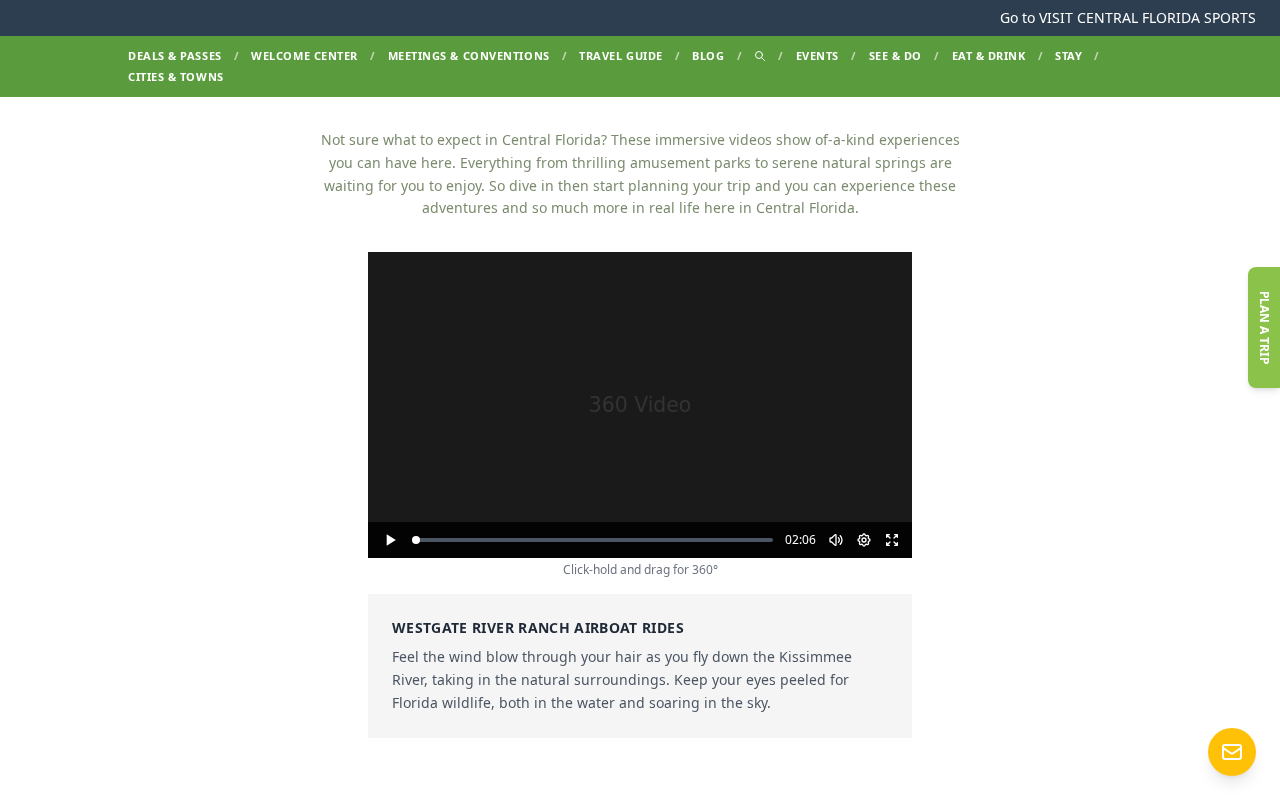 Go to VISIT CENTRAL FLORIDA SPORTS
DEALS & PASSES / WELCOME CENTER / MEETINGS & CONVENTIONS / TRAVEL GUIDE / BLOG / / EVENTS / SEE & DO / EAT & DRINK / STAY /
CITIES & TOWNS
Not sure what to expect in Central Florida? These immersive videos show of-a-kind experiences
you can have here. Everything from thrilling amusement parks to serene natural springs are
waiting for you to enjoy. So dive in then start planning your trip and you can experience these
adventures and so much more in real life here in Central Florida.
PLAN A TRIP
360 Video
02:06
Click-hold and drag for 360°
WESTGATE RIVER RANCH AIRBOAT RIDES
Feel the wind blow through your hair as you fly down the Kissimmee
River, taking in the natural surroundings. Keep your eyes peeled for
Florida wildlife, both in the water and soaring in the sky.